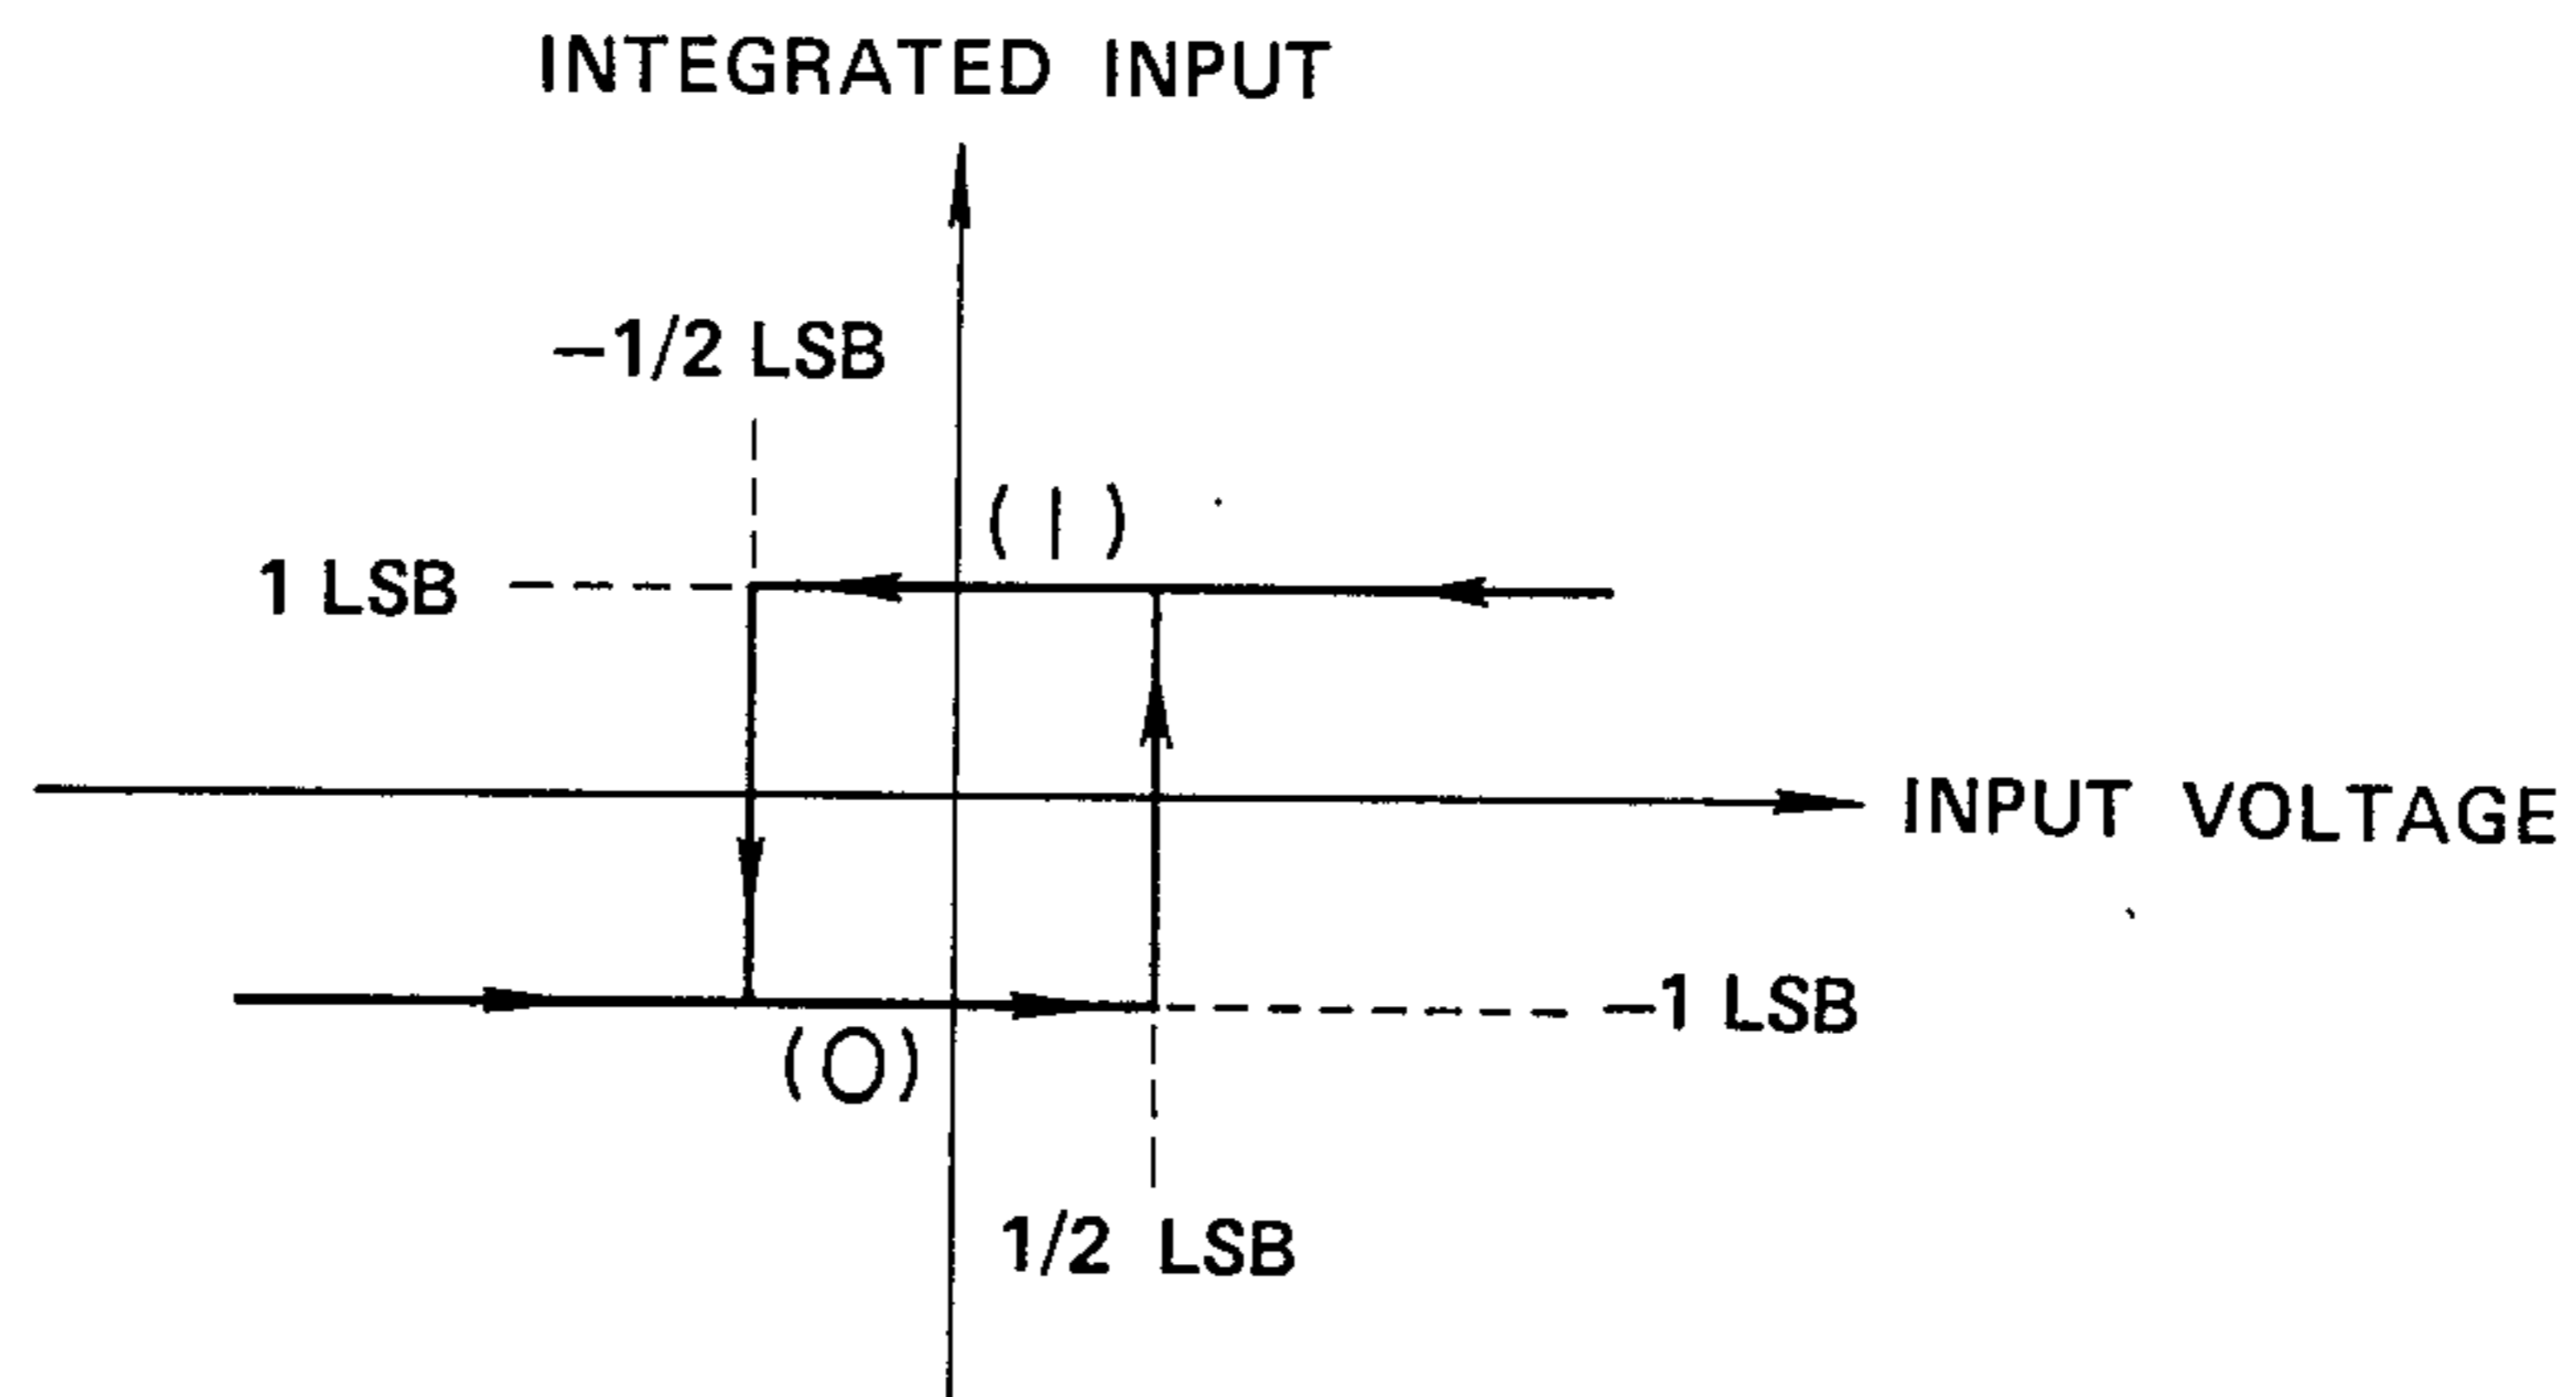 INTEGRATED INPUT
−1/2 LSB
(1)
1 LSB
INPUT VOLTAGE
−1 LSB
(0)
1/2 LSB